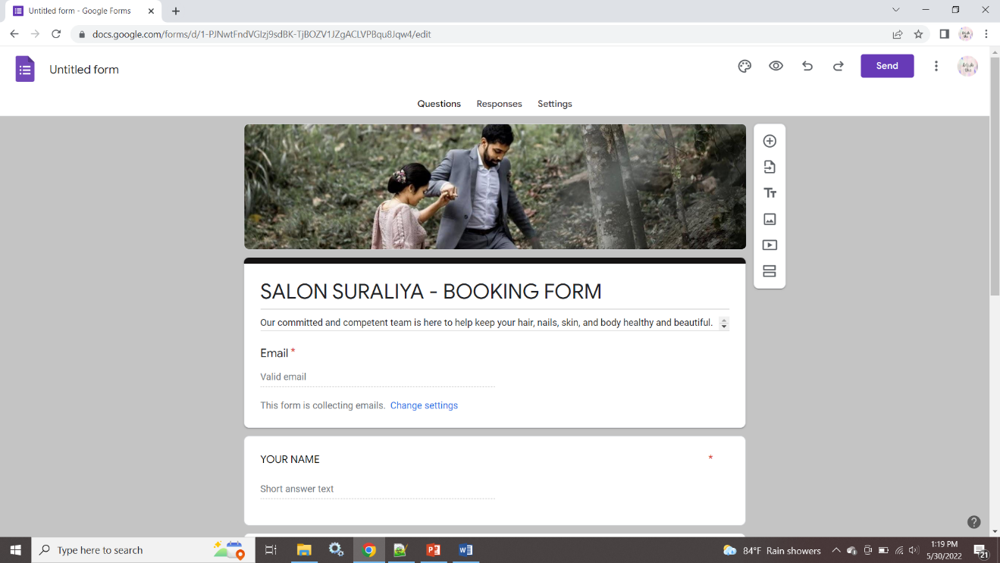 Untitled form - Google Forms
docs.google.com/forms/d/1-PJNwtFndVGlzj9sdBK-TjBOZV1JZgACLVPBqu8Jqw4/edit
Untitled form
Send
Questions Responses Settings
SALON SURALIYA - BOOKING FORM
Our committed and competent team is here to help keep your hair, nails, skin, and body healthy and beautiful.
Email *
Valid email
This form is collecting emails. Change settings
YOUR NAME *
Short answer text
Type here to search
84°F Rain showers
1:19 PM
5/30/2022
21